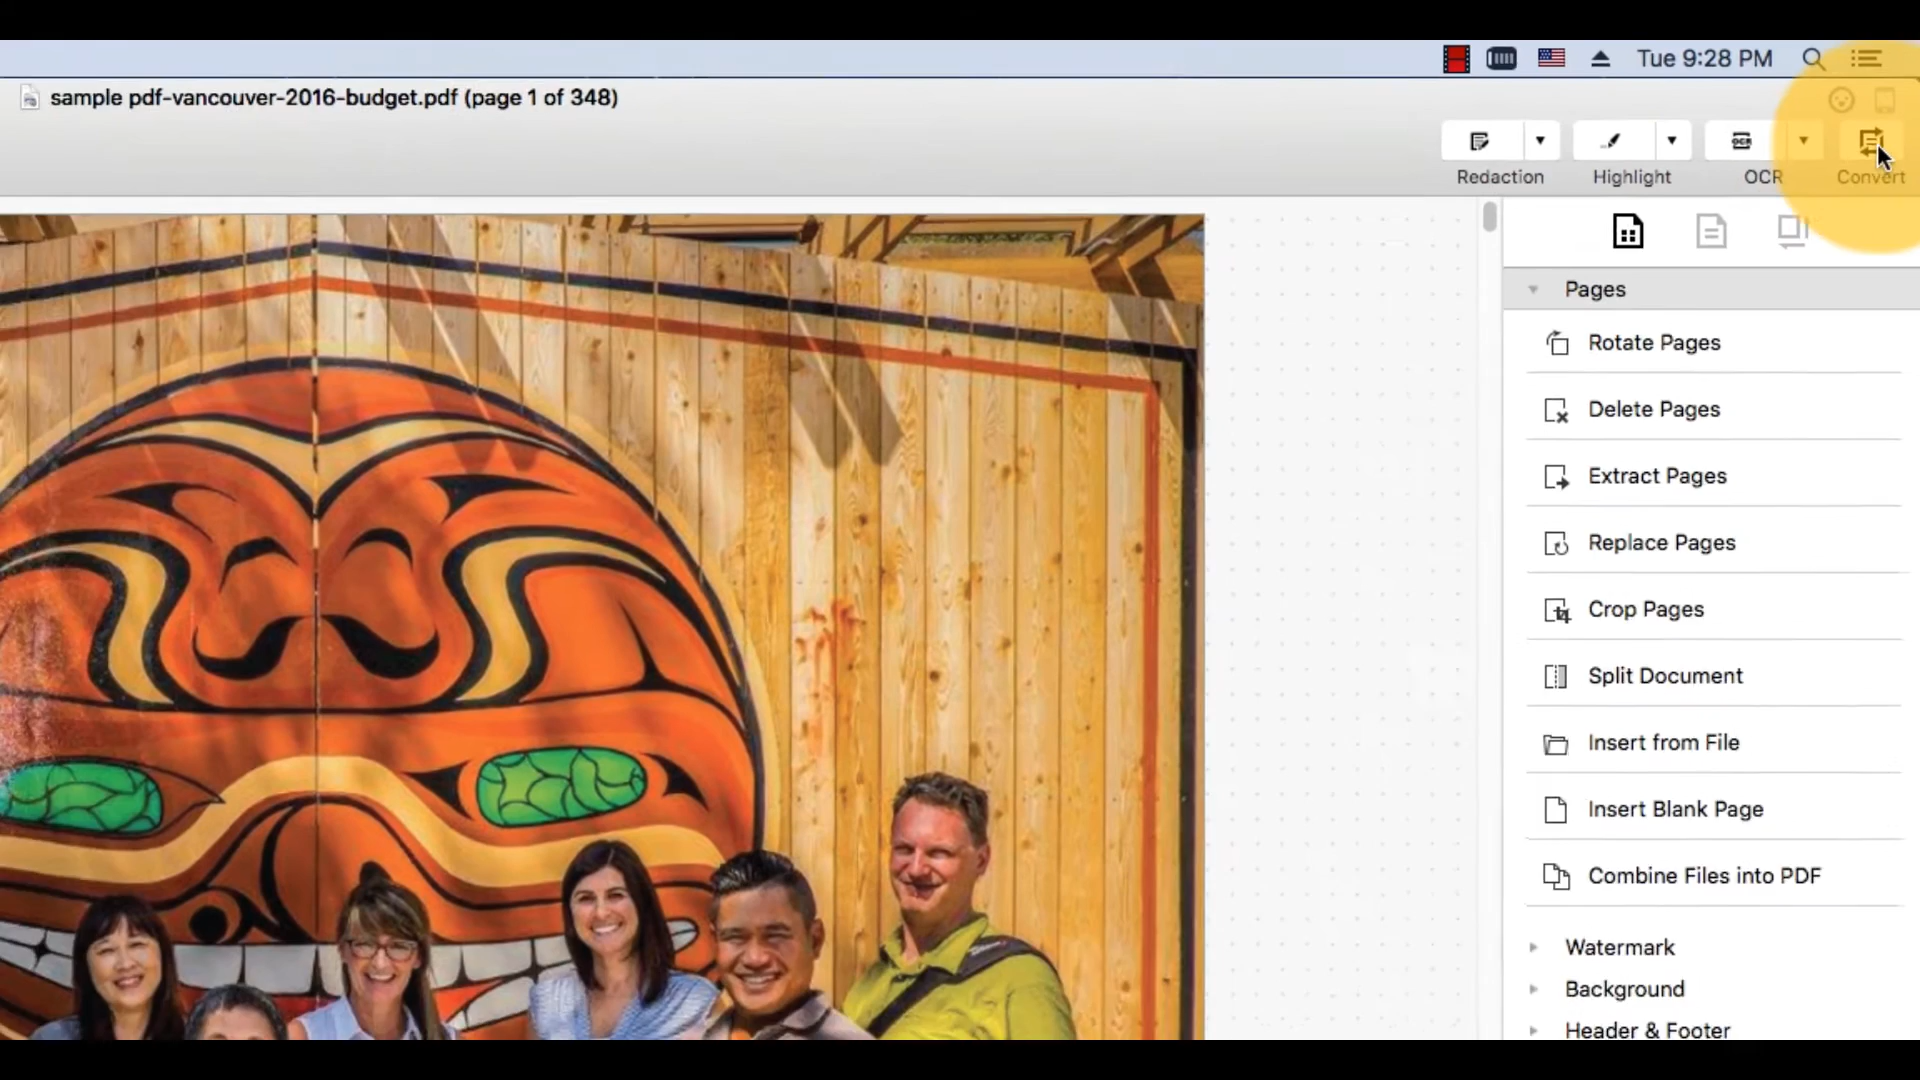 Tue 9:28 PM
sample pdf-vancouver-2016-budget.pdf (page 1 of 348)
OCR
Redaction
Highlight
OCR
Convert
Pages
Rotate Pages
Delete Pages
Extract Pages
Replace Pages
Crop Pages
Split Document
Insert from File
Insert Blank Page
Combine Files into PDF
Watermark
Background
Header & Footer